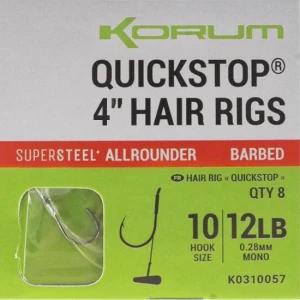 KORUM
QUICKSTOP®
4" HAIR RIGS
SUPERSTEEL+ ALLROUNDER BARBED
FR HAIR RIG « QUICKSTOP »
QTY 8
10 HOOK SIZE
12LB 0.28MM MONO
K0310057